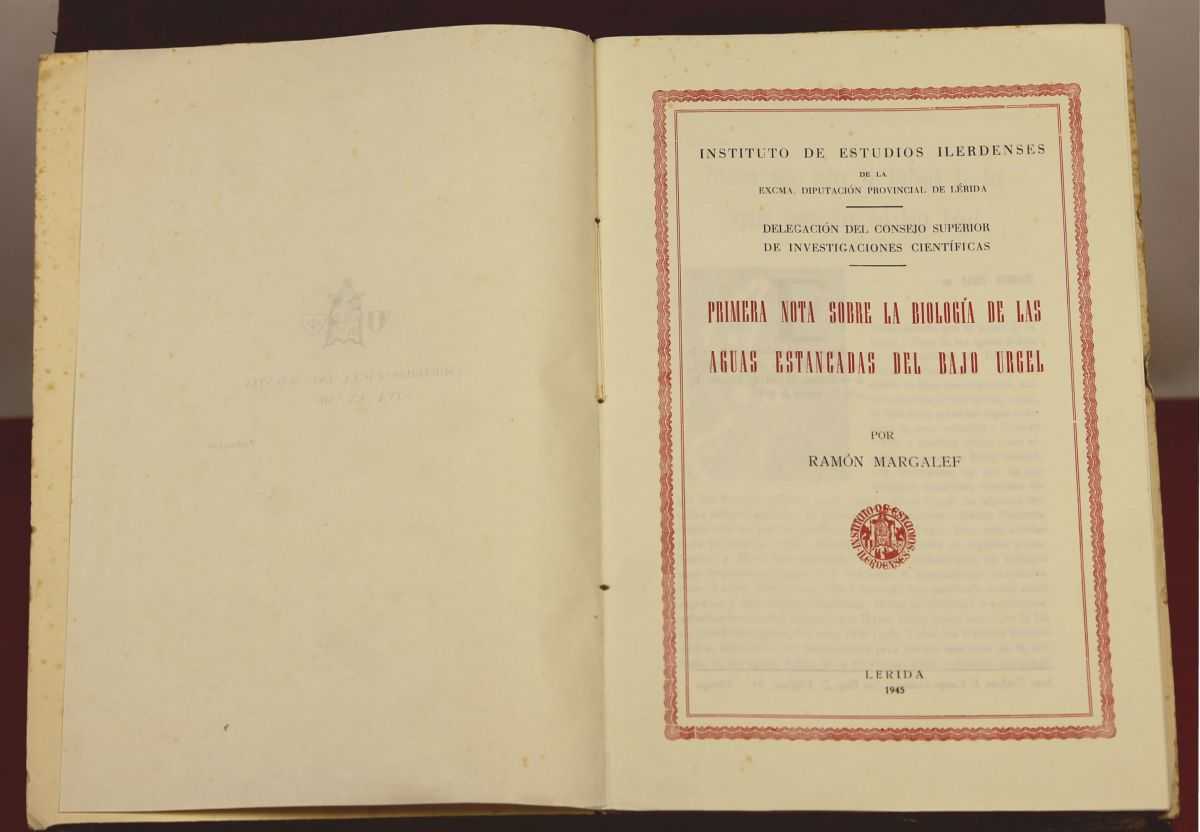 INSTITUTO DE ESTUDIOS ILERDENSES
DE LA
EXCMA. DIPUTACIÓN PROVINCIAL DE LÉRIDA
DELEGACIÓN DEL CONSEJO SUPERIOR
DE INVESTIGACIONES CIENTÍFICAS
PRIMERA NOTA SOBRE LA BIOLOGÍA DE LAS
AGUAS ESTANCADAS DEL BAJO URGEL
POR
RAMÓN MARGALEF
INSTITUTO DE ESTUDIOS
ILERDENSES
LERIDA
1945